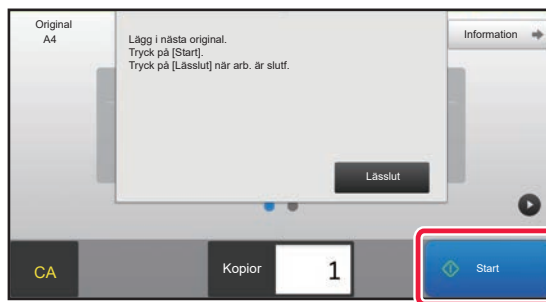 Original
A4
Lägg i nästa original.
Tryck på [Start].
Tryck på [Lässlut] när arb. är slutf.
Information
Lässlut
CA
Kopior
1
Start